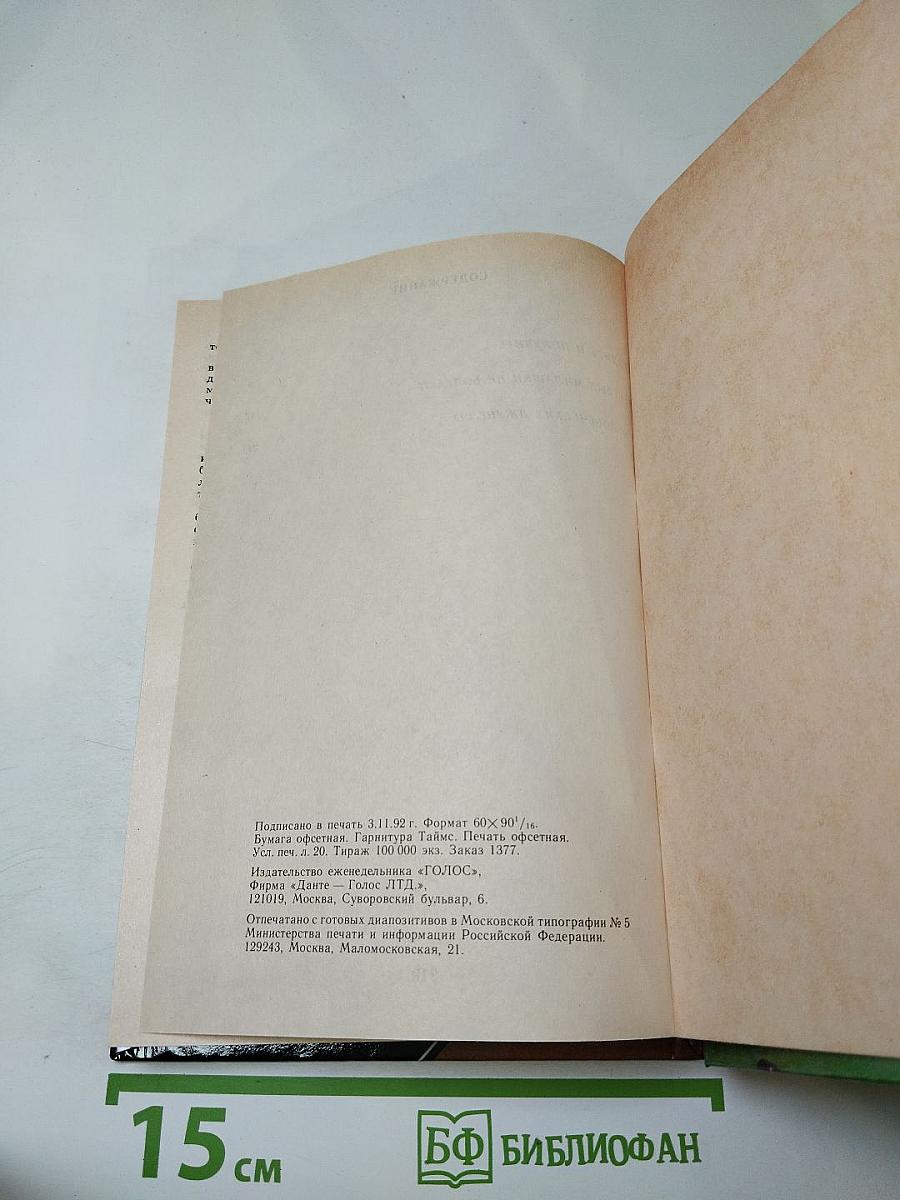 СОДЕРЖАНИЕ
Подписано в печать 3.11.92 г. Формат 60×90¹/₁₆.
Бумага офсетная. Гарнитура Таймс. Печать офсетная.
Усл. печ. л. 20. Тираж 100 000 экз. Заказ 1377.
Издательство еженедельника «ГОЛОС»,
Фирма «Данте — Голос ЛТД.»,
121019, Москва, Суворовский бульвар, 6.
Отпечатано с готовых диапозитивов в Московской типографии № 5
Министерства печати и информации Российской Федерации.
129243, Москва, Маломосковская, 21.
15 см
БФ БИБЛИОФАН